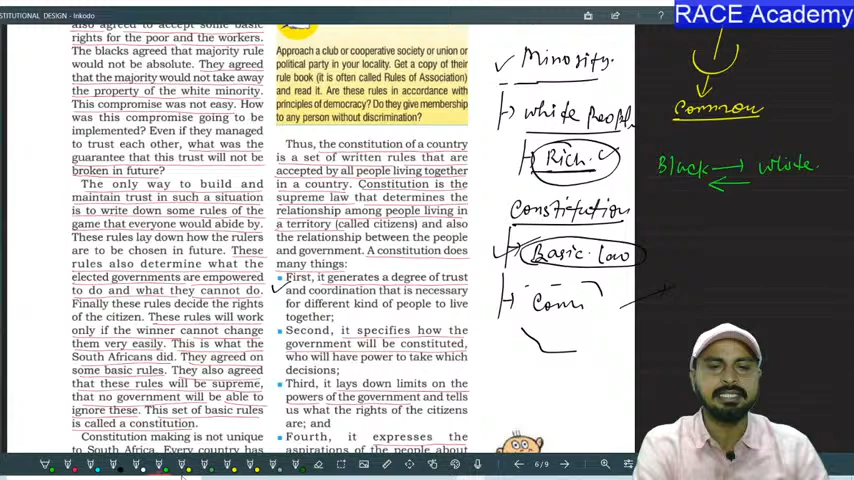 TITUTIONAL DESIGN - Inkodo
RACE Academy
also agreed to accept some basic
rights for the poor and the workers.
The blacks agreed that majority rule
would not be absolute. They agreed
that the majority would not take away
the property of the white minority.
This compromise was not easy. How
was this compromise going to be
implemented? Even if they managed
to trust each other, what was the
guarantee that this trust will not be
broken in future?
The only way to build and
maintain trust in such a situation
is to write down some rules of the
game that everyone would abide by.
These rules lay down how the rulers
are to be chosen in future. These
rules also determine what the
elected governments are empowered
to do and what they cannot do.
Finally these rules decide the rights
of the citizen. These rules will work
only if the winner cannot change
them very easily. This is what the
South Africans did. They agreed on
some basic rules. They also agreed
that these rules will be supreme,
that no government will be able to
ignore these. This set of basic rules
is called a constitution.
Constitution making is not unique
to South Africa. Every country has
Approach a club or cooperative society or union or
political party in your locality. Get a copy of their
rule book (it is often called Rules of Association)
and read it. Are these rules in accordance with
principles of democracy? Do they give membership
to any person without discrimination?
Thus, the constitution of a country
is a set of written rules that are
accepted by all people living together
in a country. Constitution is the
supreme law that determines the
relationship among people living in
a territory (called citizens) and also
the relationship between the people
and government. A constitution does
many things:
First, it generates a degree of trust
and coordination that is necessary
for different kind of people to live
together;
Second, it specifies how the
government will be constituted,
who will have power to take which
decisions;
Third, it lays down limits on the
powers of the government and tells
us what the rights of the citizens
are; and
Fourth, it expresses the
aspirations of the people about
Minority.
White People
Rich
Constitution
Basic law
Com
Common
Black → White.
6/9